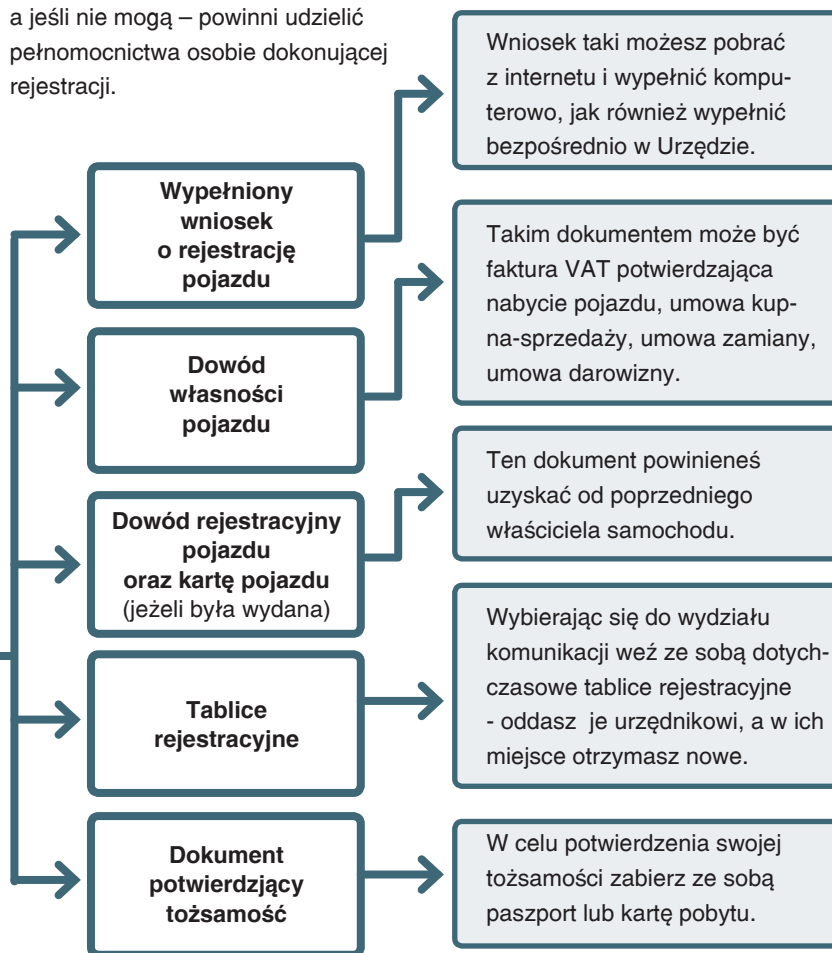 a jeśli nie mogą – powinni udzielić
pełnomocnictwa osobie dokonującej
rejestracji.
Wypełniony
wniosek
o rejestrację
pojazdu
Wniosek taki możesz pobrać
z internetu i wypełnić kompu-
terowo, jak również wypełnić
bezpośrednio w Urzędzie.
Dowód
własności
pojazdu
Takim dokumentem może być
faktura VAT potwierdzająca
nabycie pojazdu, umowa kup-
na-sprzedaży, umowa zamiany,
umowa darowizny.
Dowód rejestracyjny
pojazdu
oraz kartę pojazdu
(jeżeli była wydana)
Ten dokument powinieneś
uzyskać od poprzedniego
właściciela samochodu.
Tablice
rejestracyjne
Wybierając się do wydziału
komunikacji weź ze sobą dotych-
czasowe tablice rejestracyjne
- oddasz  je urzędnikowi, a w ich
miejsce otrzymasz nowe.
Dokument
potwierdzjący
tożsamość
W celu potwierdzenia swojej
tożsamości zabierz ze sobą
paszport lub kartę pobytu.